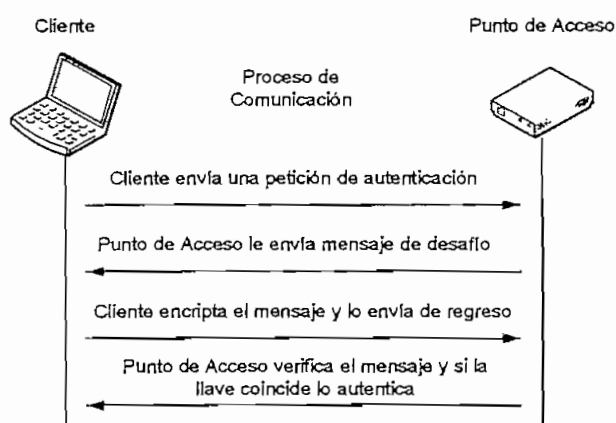 Cliente
Punto de Acceso
Proceso de
Comunicación
Cliente envía una petición de autenticación
Punto de Acceso le envía mensaje de desafío
Cliente encripta el mensaje y lo envía de regreso
Punto de Acceso verifica el mensaje y si la
llave coincide lo autentica